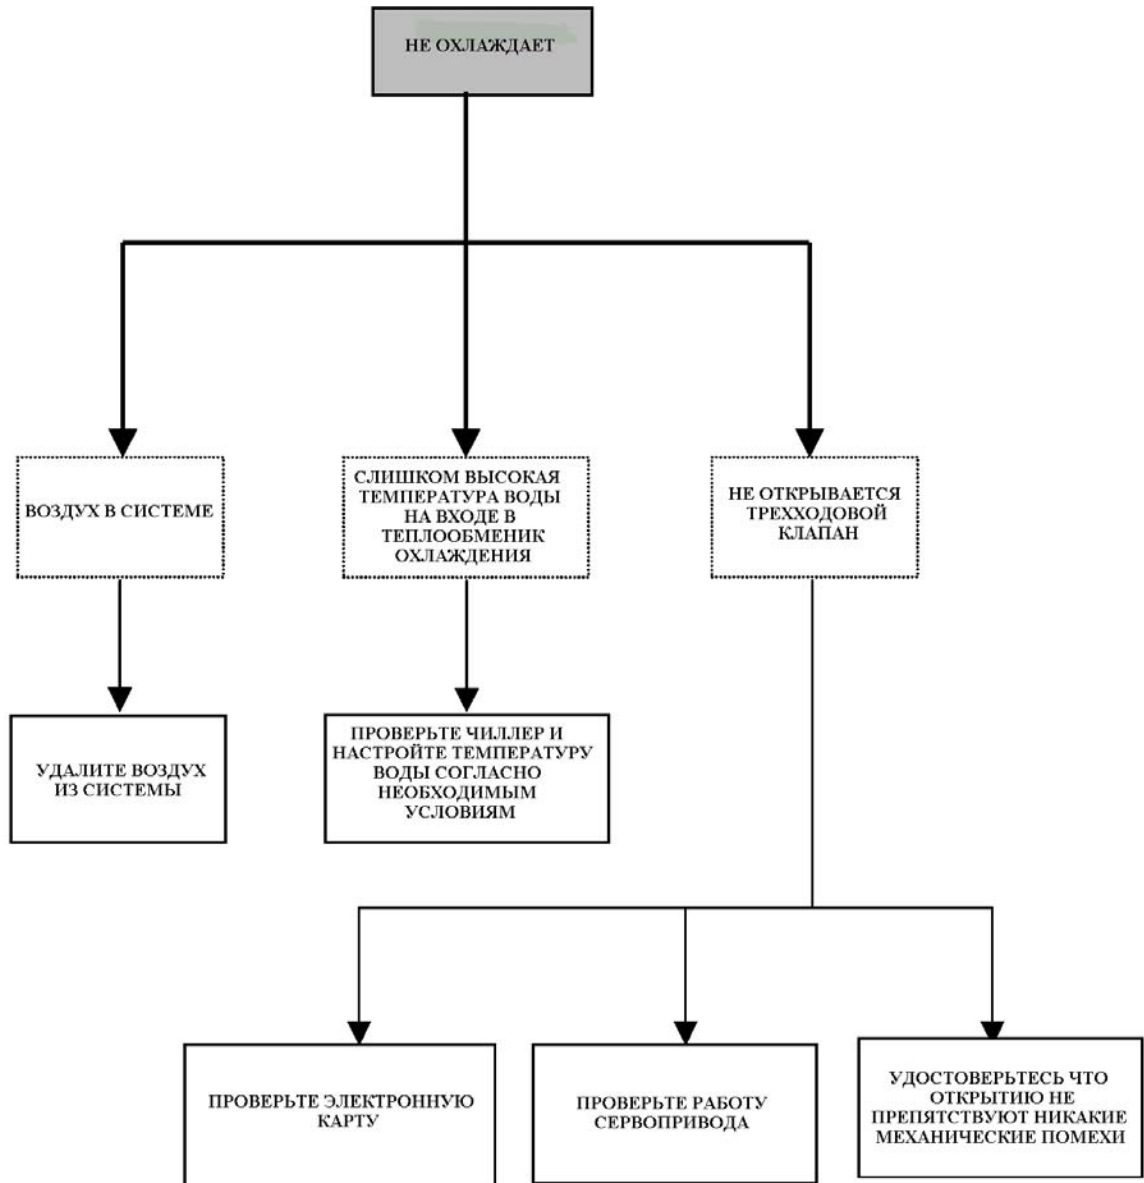 НЕ ОХЛАЖДАЕТ
ВОЗДУХ В СИСТЕМЕ
СЛИШКОМ ВЫСОКАЯ
ТЕМПЕРАТУРА ВОДЫ
НА ВХОДЕ В
ТЕПЛООБМЕНИК
ОХЛАЖДЕНИЯ
НЕ ОТКРЫВАЕТСЯ
ТРЕХХОДОВОЙ
КЛАПАН
УДАЛИТЕ ВОЗДУХ
ИЗ СИСТЕМЫ
ПРОВЕРЬТЕ ЧИЛЛЕР И
НАСТРОЙТЕ ТЕМПЕРАТУРУ
ВОДЫ СОГЛАСНО
НЕОБХОДИМЫМ
УСЛОВИЯМ
ПРОВЕРЬТЕ ЭЛЕКТРОННУЮ
КАРТУ
ПРОВЕРЬТЕ РАБОТУ
СЕРВОПРИВОДА
УДОСТОВЕРЬТЕСЬ ЧТО
ОТКРЫТИЮ НЕ
ПРЕПЯТСТВУЮТ НИКАКИЕ
МЕХАНИЧЕСКИЕ ПОМЕХИ